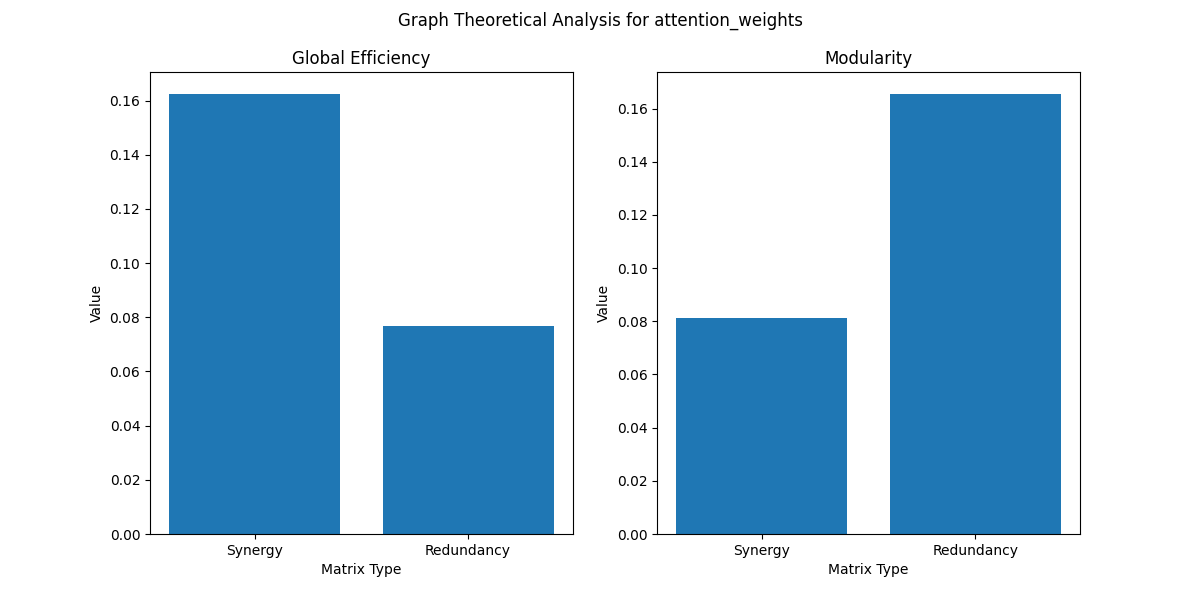 Graph Theoretical Analysis for attention_weights
Global Efficiency
Value
0.16
0.14
0.12
0.10
0.08
0.06
0.04
0.02
0.00
Synergy
Redundancy
Matrix Type
Modularity
Value
0.16
0.14
0.12
0.10
0.08
0.06
0.04
0.02
0.00
Synergy
Redundancy
Matrix Type